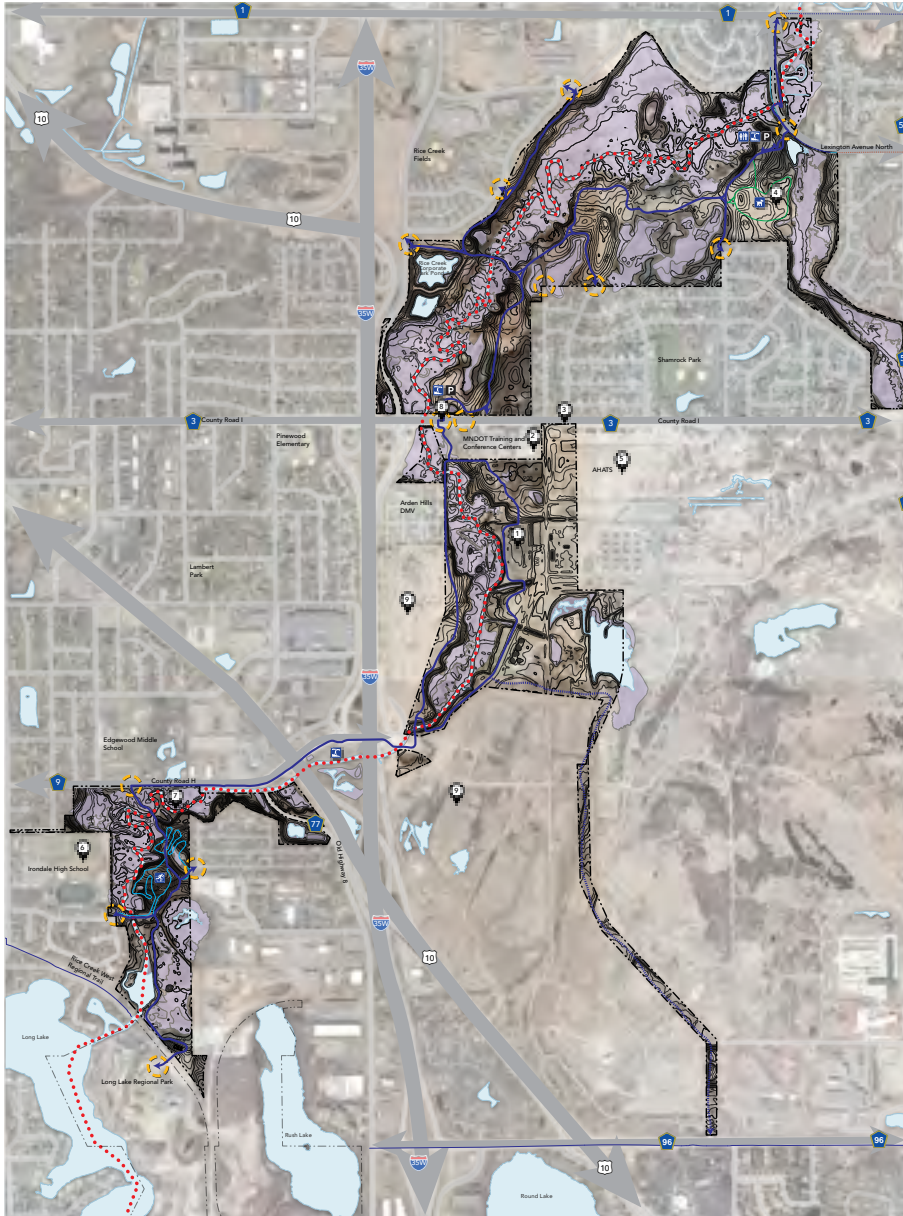 1
1
35W
10
5
Lexington Avenue North
P
Rice Creek
Fields
4
10
Rice Creek
Corporate
Park Pond
35W
Shamrock Park
5
P
8
3
3
County Road I
3
County Road I
3
Pinewood
Elementary
2
MNDOT Training and
Conference Centers
5
AHATS
Arden Hills
DMV
1
Lambert
Park
9
35W
Edgewood Middle
School
County Road H
9
7
9
77
Old Highway 8
6
Irondale High School
35W
10
Rice Creek West
Regional Trail
Long Lake
Long Lake Regional Park
Rush Lake
96
96
35W
10
Round Lake